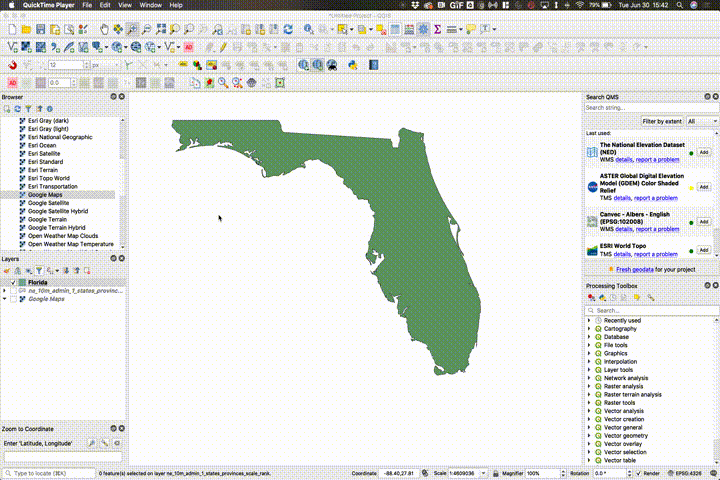 QuickTime Player File Edit View Window Help
GIF
79% Tue Jun 30 15:42
*Untitled Project — QGIS
12 px
0.0
Browser
Esri Gray (dark)
Esri Gray (light)
Esri National Geographic
Esri Ocean
Esri Satellite
Esri Standard
Esri Terrain
Esri Topo World
Esri Transportation
Google Maps
Google Satellite
Google Satellite Hybrid
Google Terrain
Google Terrain Hybrid
Open Weather Map Clouds
Open Weather Map Temperature
Layers
Florida
ne_10m_admin_1_states_provinc...
Google Maps
Zoom to Coordinate
Enter 'Latitude, Longitude'
Search QMS
Search string...
Filter by extent All
Last used:
The National Elevation Dataset (NED)
WMS details, report a problem
Add
ASTER Global Digital Elevation Model (GDEM) Color Shaded Relief
TMS details, report a problem
Add
Canvec - Albers - English (EPSG:102008)
WMS details, report a problem
Add
ESRI World Topo
TMS details, report a problem
Add
Fresh geodata for your project
Processing Toolbox
Search...
Recently used
Cartography
Database
File tools
Graphics
Interpolation
Layer tools
Network analysis
Raster analysis
Raster terrain analysis
Raster tools
Vector analysis
Vector creation
Vector general
Vector geometry
Vector overlay
Vector selection
Vector table
Type to locate (⌘K)
0 feature(s) selected on layer ne_10m_admin_1_states_provinces_scale_rank.
Coordinate -88.40,27.81
Scale 1:4609036
Magnifier 100%
Rotation 0.0 °
Render
EPSG:4326